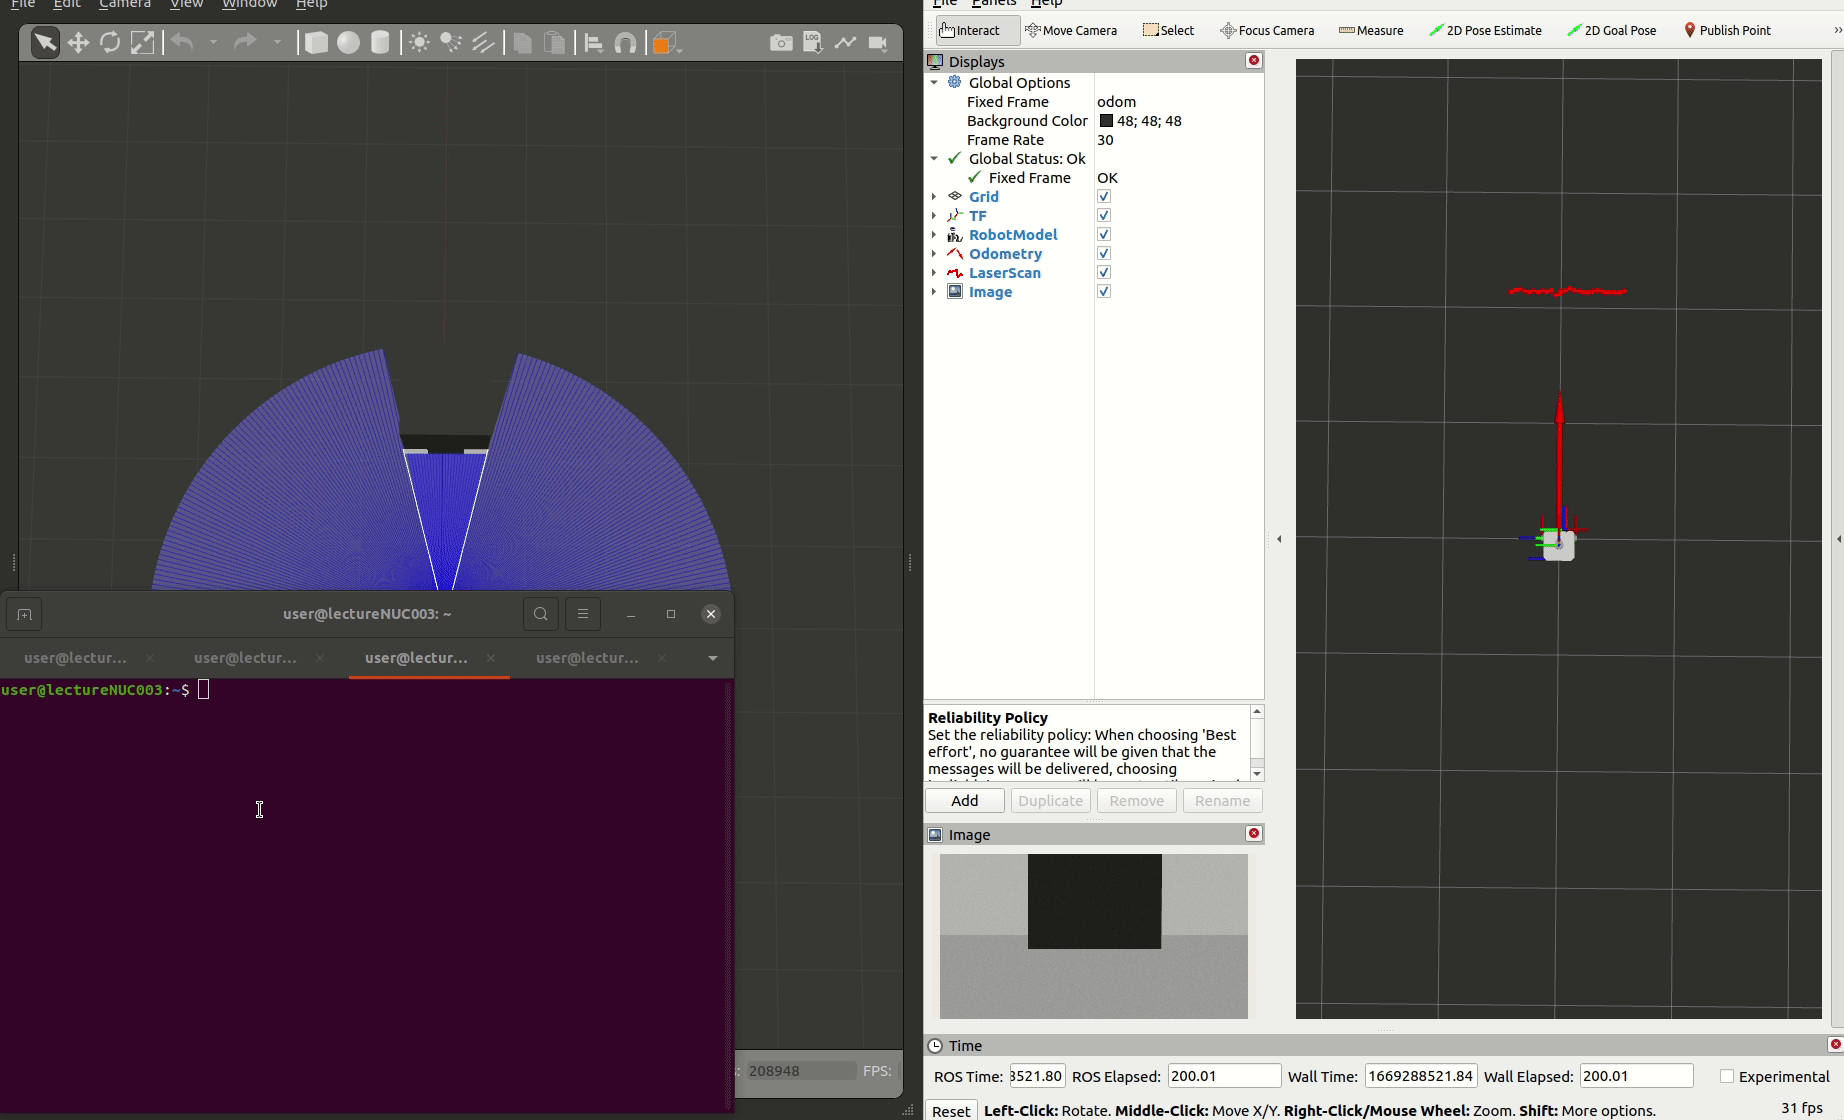 File Edit Camera View Window Help
LOG
user@lectureNUC003: ~
user@lectur...
user@lectur...
user@lectur...
user@lectur...
user@lectureNUC003:~$
208948
FPS:
File Panels Help
Interact
Move Camera
Select
Focus Camera
Measure
2D Pose Estimate
2D Goal Pose
Publish Point
»
Displays
Global Options
Fixed Frame odom
Background Color 48; 48; 48
Frame Rate 30
Global Status: Ok
Fixed Frame OK
Grid
TF
RobotModel
Odometry
LaserScan
Image
Reliability Policy
Set the reliability policy: When choosing 'Best
effort', no guarantee will be given that the
messages will be delivered, choosing
Add Duplicate Remove Rename
Image
Time
ROS Time: 3521.80 ROS Elapsed: 200.01 Wall Time: 1669288521.84 Wall Elapsed: 200.01 Experimental
Reset Left-Click: Rotate. Middle-Click: Move X/Y. Right-Click/Mouse Wheel: Zoom. Shift: More options. 31 fps